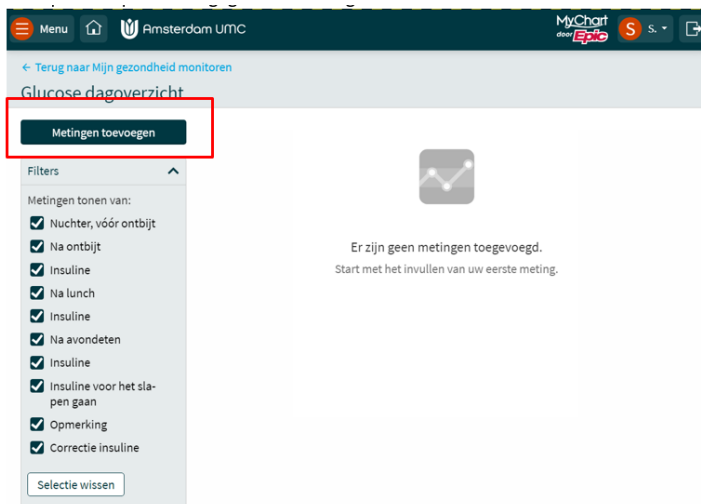 Menu
Amsterdam UMC
MyChart
door Epic
S
S.
← Terug naar Mijn gezondheid monitoren
Glucose dagoverzicht
Metingen toevoegen
Filters
Metingen tonen van:
Nuchter, vóór ontbijt
Na ontbijt
Insuline
Na lunch
Insuline
Na avondeten
Insuline
Insuline voor het sla-
pen gaan
Opmerking
Correctie insuline
Selectie wissen
Er zijn geen metingen toegevoegd.
Start met het invullen van uw eerste meting.